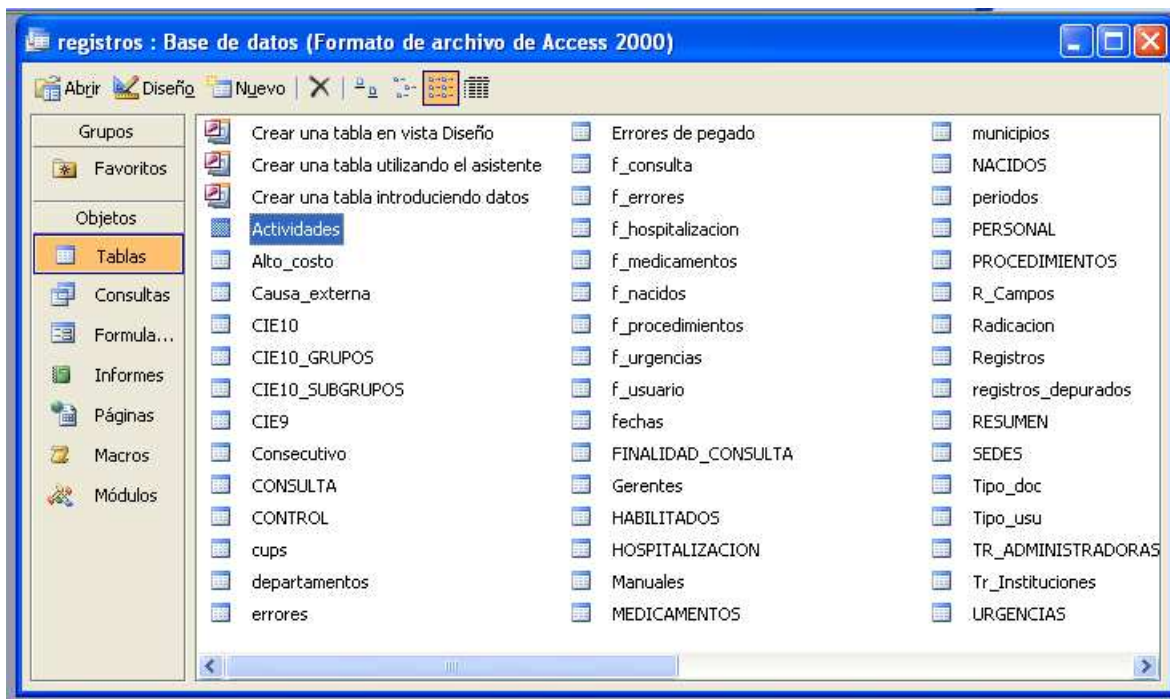 registros : Base de datos (Formato de archivo de Access 2000)
Abrir Diseño Nuevo
Grupos
Favoritos
Objetos
Tablas
Consultas
Formula...
Informes
Páginas
Macros
Módulos
Crear una tabla en vista Diseño
Crear una tabla utilizando el asistente
Crear una tabla introduciendo datos
Actividades
Alto_costo
Causa_externa
CIE10
CIE10_GRUPOS
CIE10_SUBGRUPOS
CIE9
Consecutivo
CONSULTA
CONTROL
cups
departamentos
errores
Errores de pegado
f_consulta
f_errores
f_hospitalizacion
f_medicamentos
f_nacidos
f_procedimientos
f_urgencias
f_usuario
fechas
FINALIDAD_CONSULTA
Gerentes
HABILITADOS
HOSPITALIZACION
Manuales
MEDICAMENTOS
municipios
NACIDOS
periodos
PERSONAL
PROCEDIMIENTOS
R_Campos
Radicacion
Registros
registros_depurados
RESUMEN
SEDES
Tipo_doc
Tipo_usu
TR_ADMINISTRADORAS
Tr_Instituciones
URGENCIAS